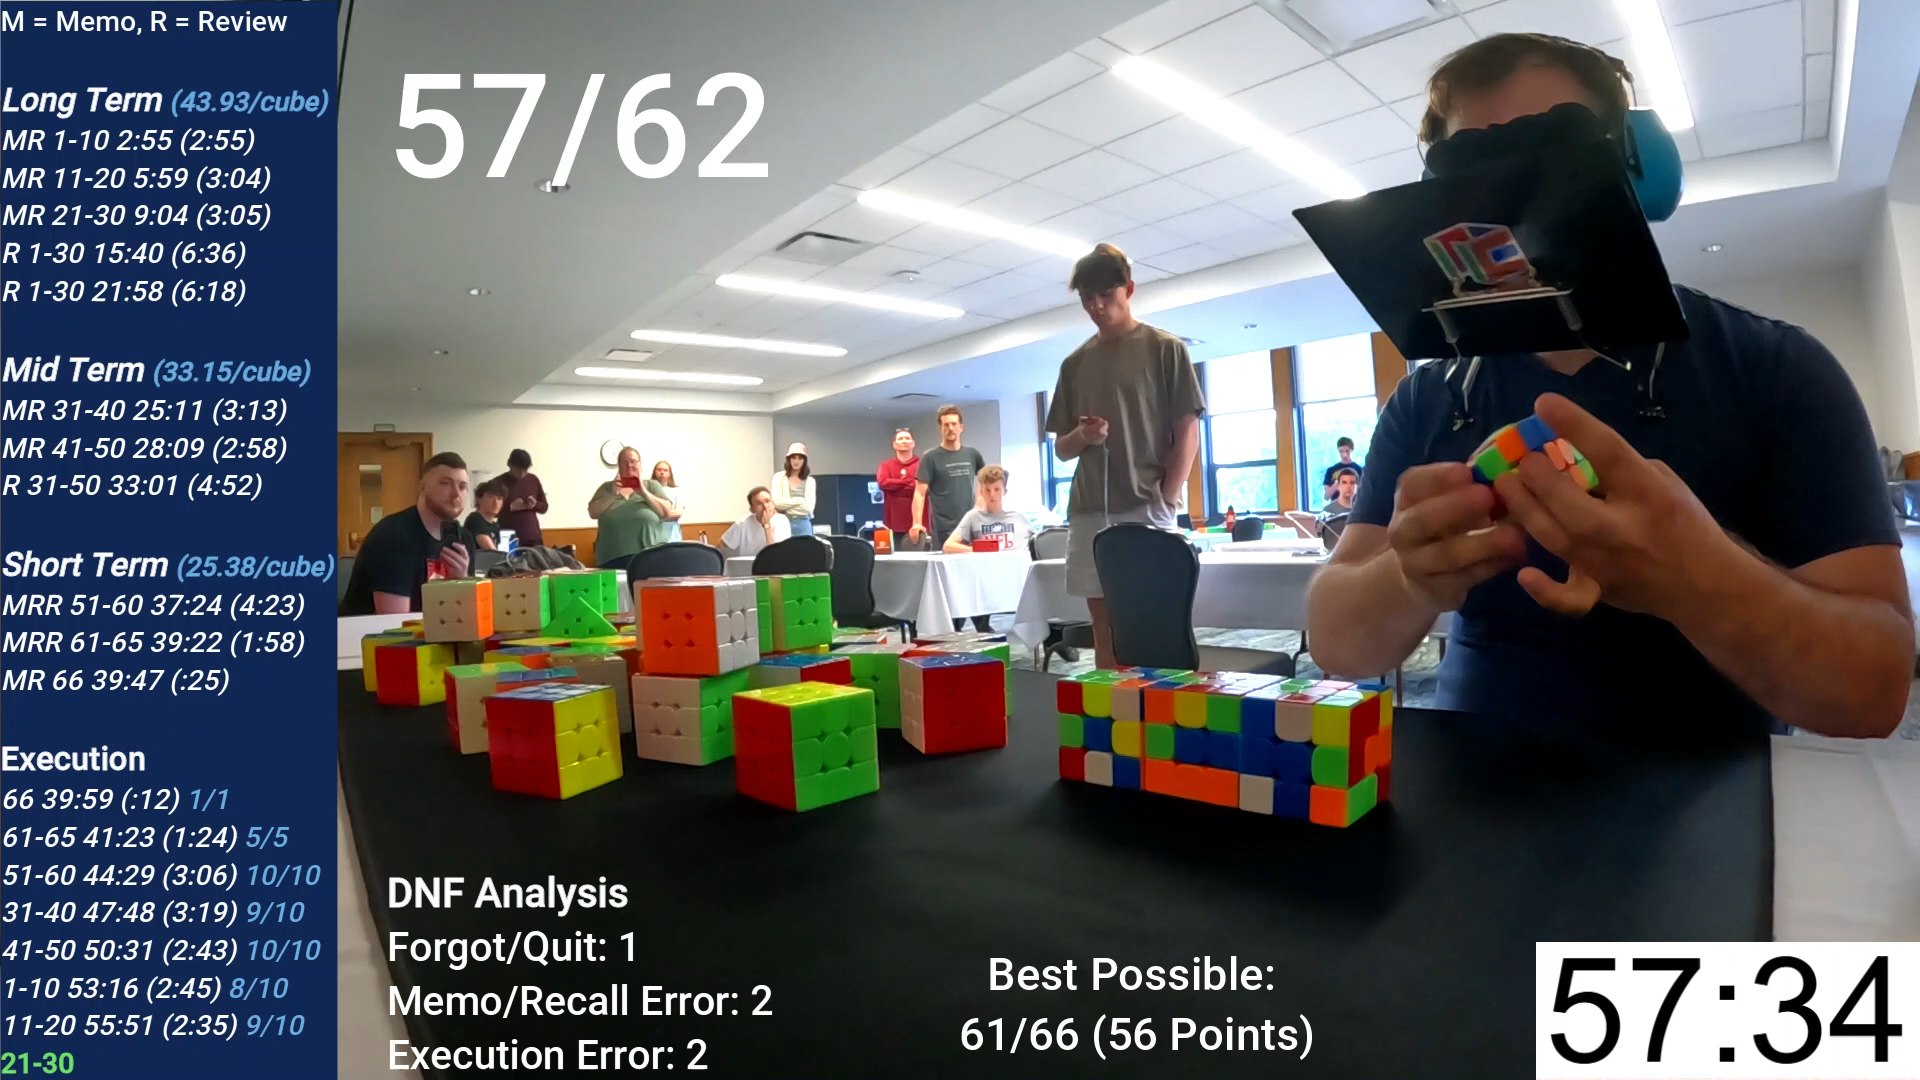 M = Memo, R = Review
Long Term (43.93/cube)
MR 1-10 2:55 (2:55)
MR 11-20 5:59 (3:04)
MR 21-30 9:04 (3:05)
R 1-30 15:40 (6:36)
R 1-30 21:58 (6:18)
Mid Term (33.15/cube)
MR 31-40 25:11 (3:13)
MR 41-50 28:09 (2:58)
R 31-50 33:01 (4:52)
Short Term (25.38/cube)
MRR 51-60 37:24 (4:23)
MRR 61-65 39:22 (1:58)
MR 66 39:47 (:25)
Execution
66 39:59 (:12) 1/1
61-65 41:23 (1:24) 5/5
51-60 44:29 (3:06) 10/10
31-40 47:48 (3:19) 9/10
41-50 50:31 (2:43) 10/10
1-10 53:16 (2:45) 8/10
11-20 55:51 (2:35) 9/10
21-30
57/62
DNF Analysis
Forgot/Quit: 1
Memo/Recall Error: 2
Execution Error: 2
Best Possible:
61/66 (56 Points)
57:34